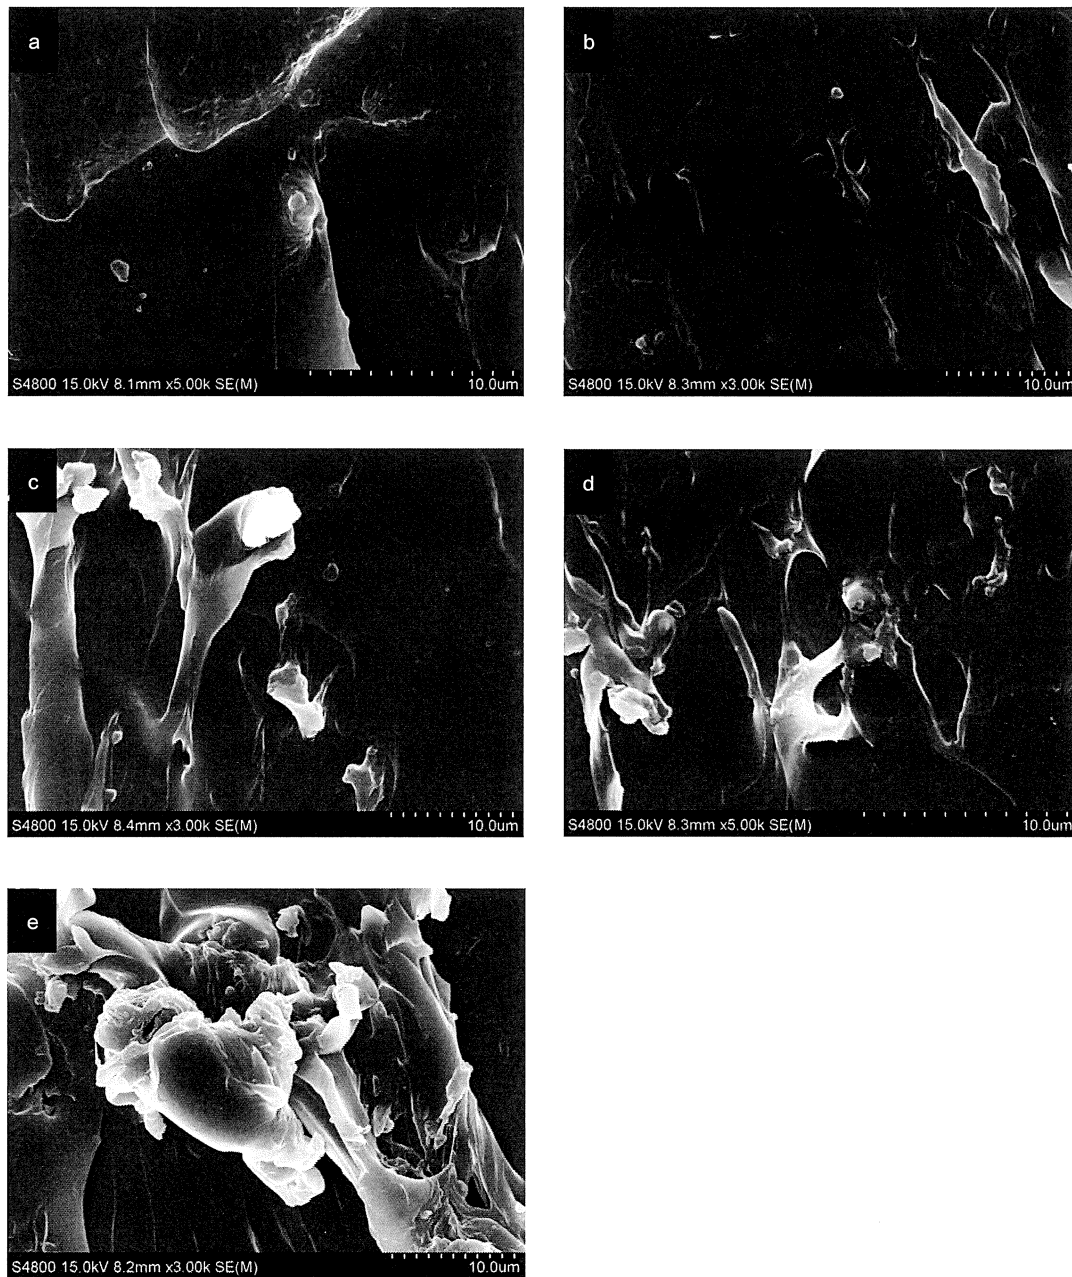 a
S4800 15.0kV 8.1mm x5.00k SE(M)
10.0um
b
S4800 15.0kV 8.3mm x3.00k SE(M)
10.0um
c
S4800 15.0kV 8.4mm x3.00k SE(M)
10.0um
d
S4800 15.0kV 8.3mm x5.00k SE(M)
10.0um
e
S4800 15.0kV 8.2mm x3.00k SE(M)
10.0um